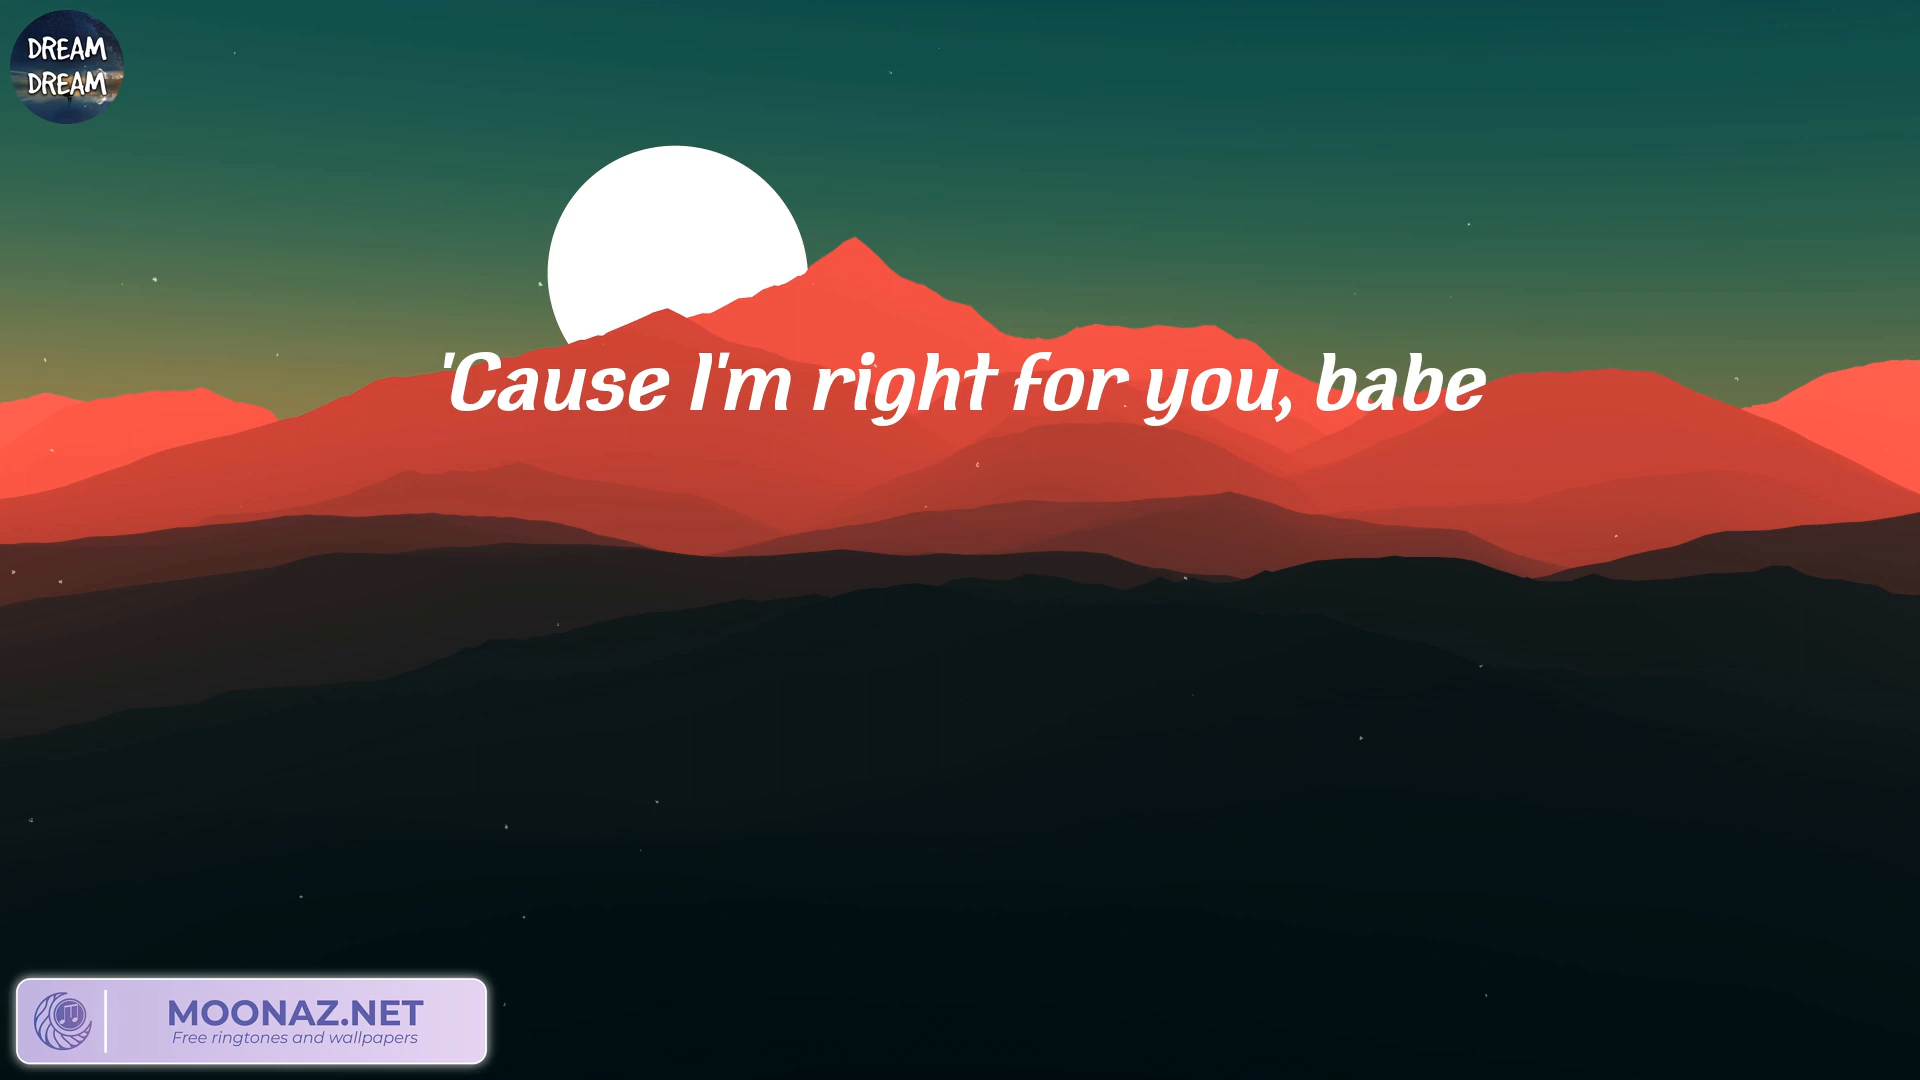 DREAM
DREAM
'Cause I'm right for you, babe
MOONAZ.NET
Free ringtones and wallpapers